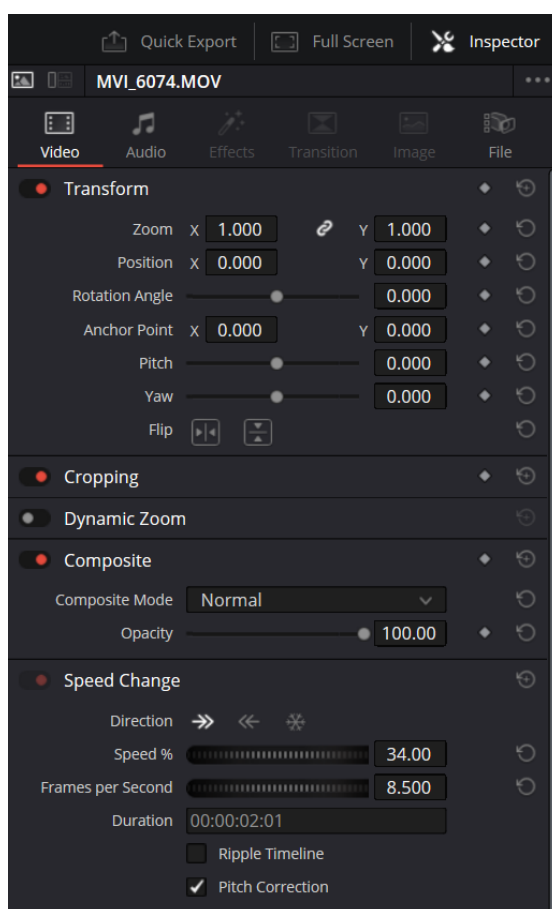 Quick Export Full Screen Inspector
MVI_6074.MOV
Video Audio Effects Transition Image File
Transform
Zoom X 1.000 Y 1.000
Position X 0.000 Y 0.000
Rotation Angle 0.000
Anchor Point X 0.000 Y 0.000
Pitch 0.000
Yaw 0.000
Flip
Cropping
Dynamic Zoom
Composite
Composite Mode Normal
Opacity 100.00
Speed Change
Direction
Speed % 34.00
Frames per Second 8.500
Duration 00:00:02:01
Ripple Timeline
Pitch Correction